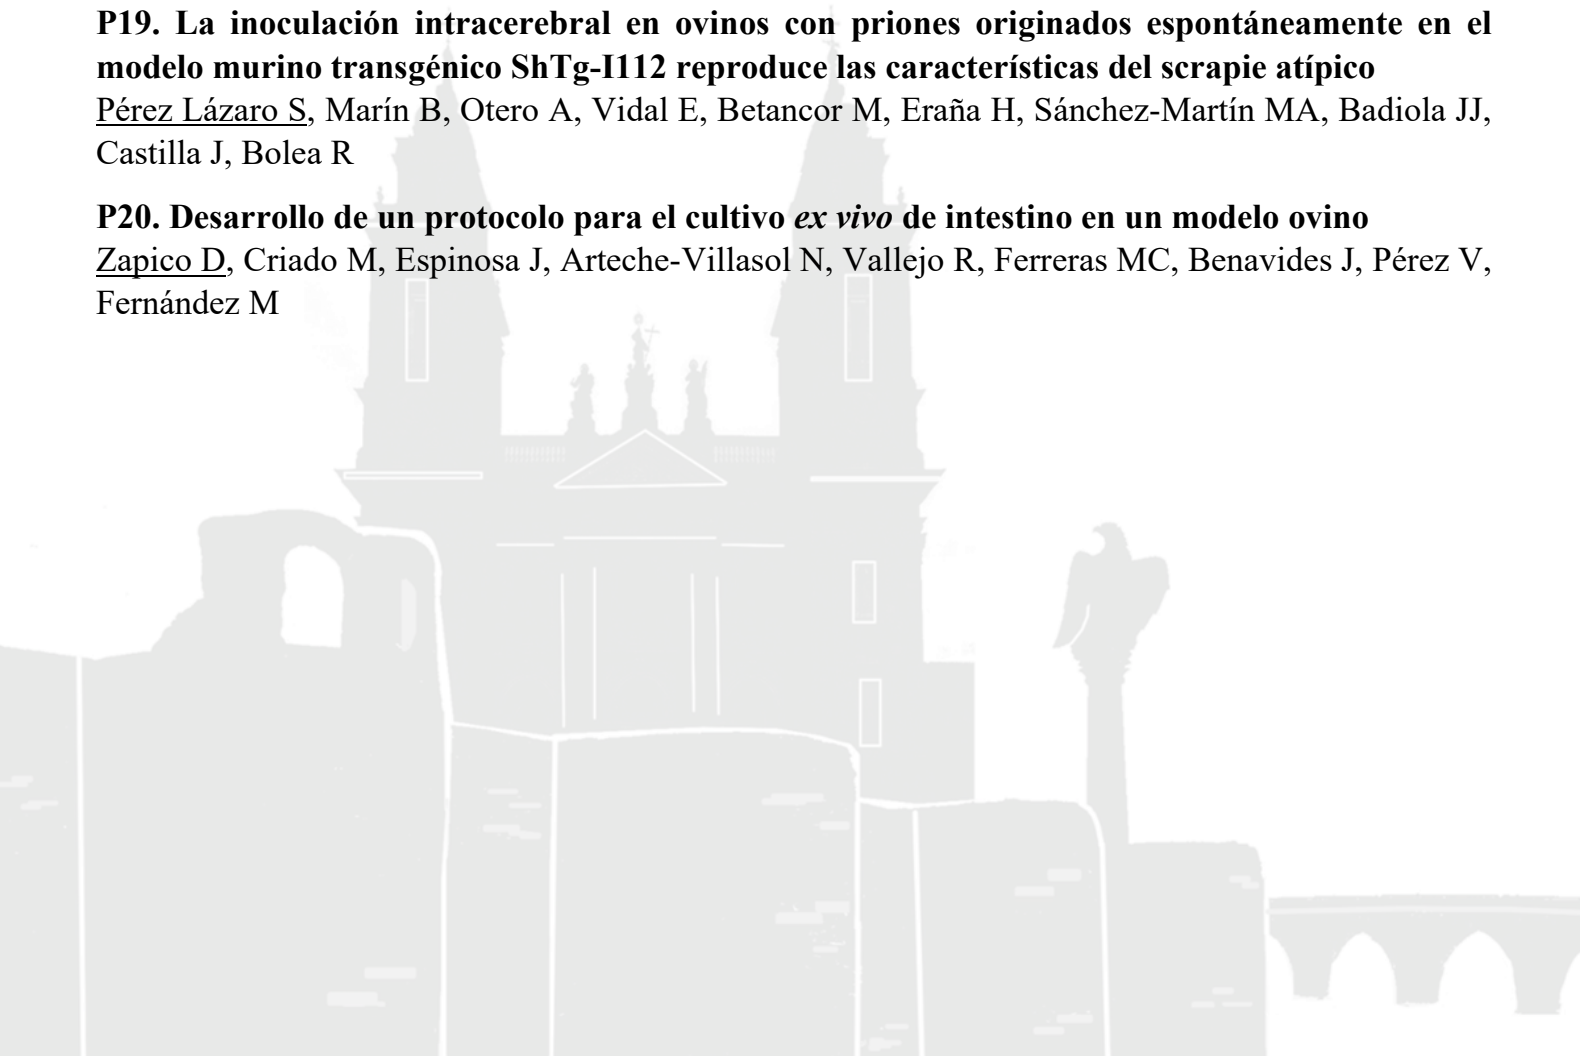 P19. La inoculación intracerebral en ovinos con priones originados espontáneamente en el
modelo murino transgénico ShTg-I112 reproduce las características del scrapie atípico
Pérez Lázaro S, Marín B, Otero A, Vidal E, Betancor M, Eraña H, Sánchez-Martín MA, Badiola JJ,
Castilla J, Bolea R
P20. Desarrollo de un protocolo para el cultivo ex vivo de intestino en un modelo ovino
Zapico D, Criado M, Espinosa J, Arteche-Villasol N, Vallejo R, Ferreras MC, Benavides J, Pérez V,
Fernández M